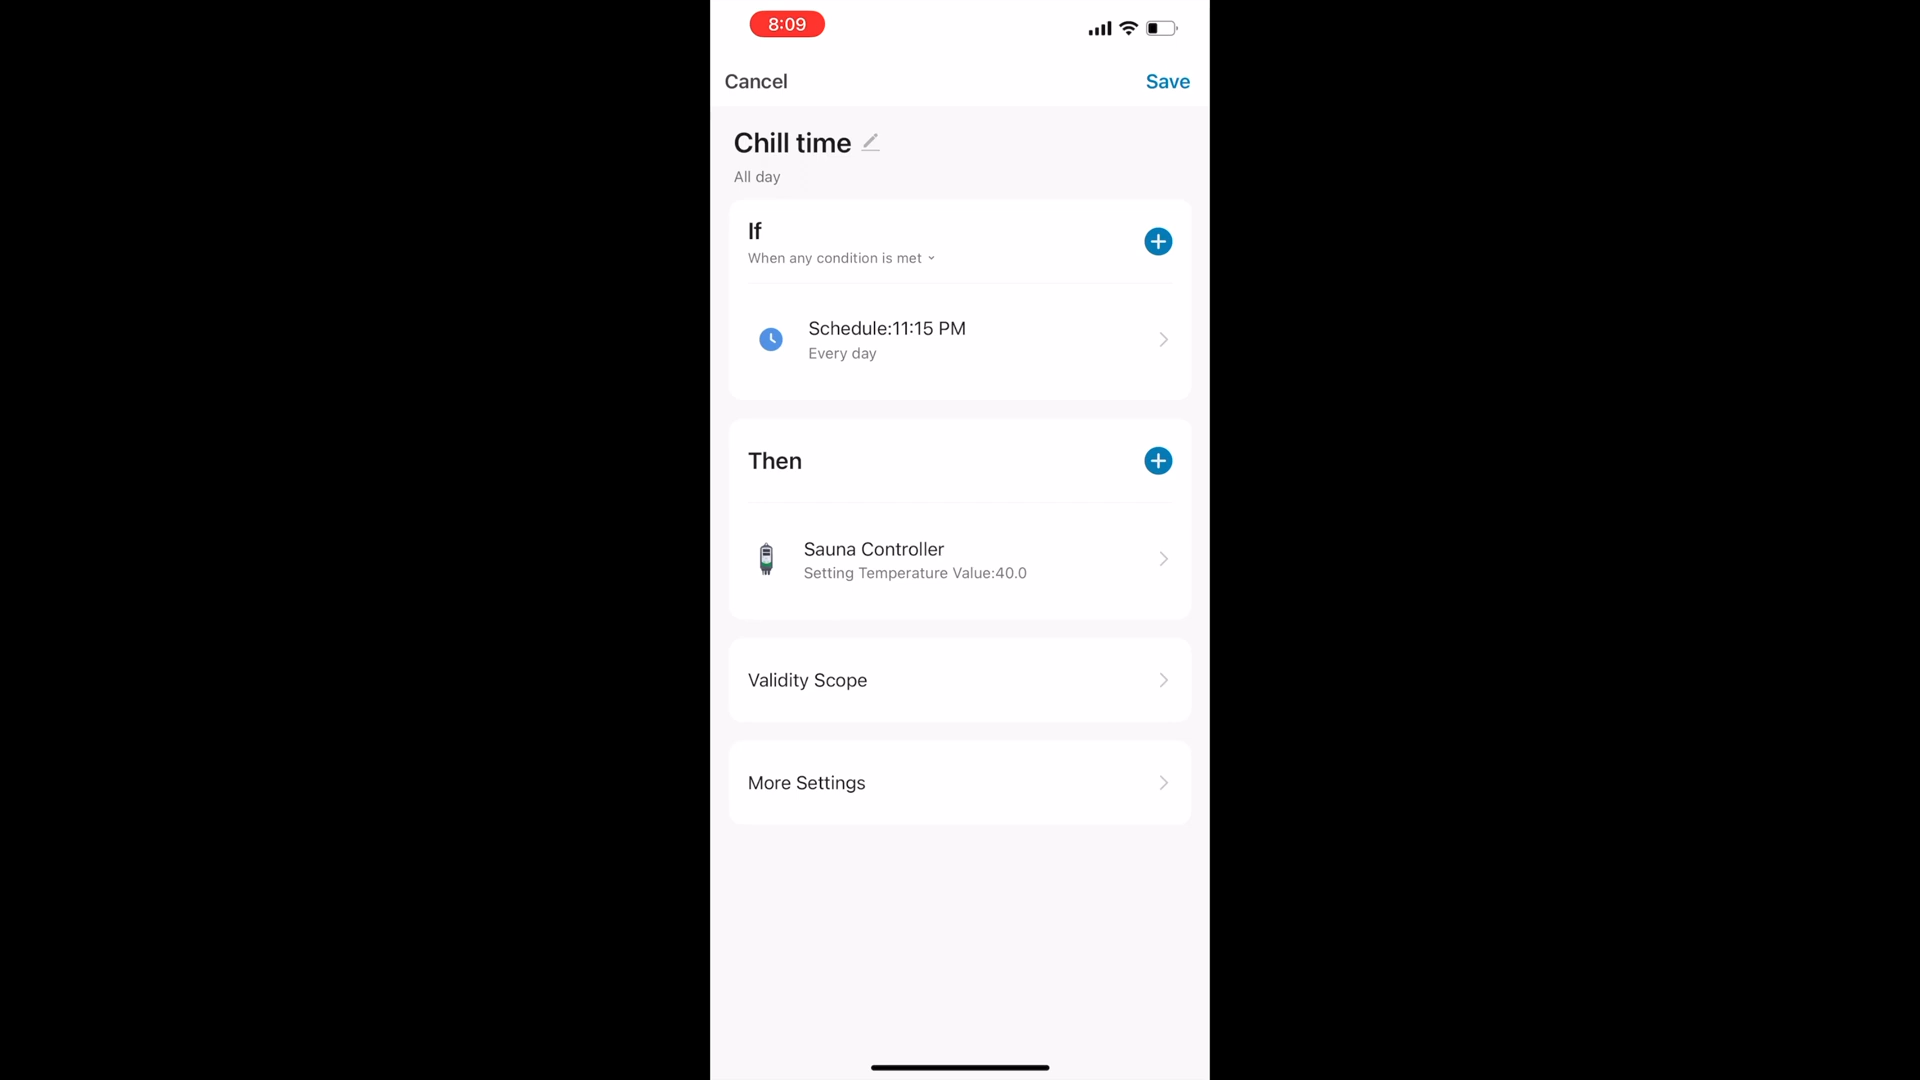 8:09
Cancel
Save
Chill time
All day
If
When any condition is met
Schedule:11:15 PM
Every day
Then
Sauna Controller
Setting Temperature Value:40.0
Validity Scope
More Settings